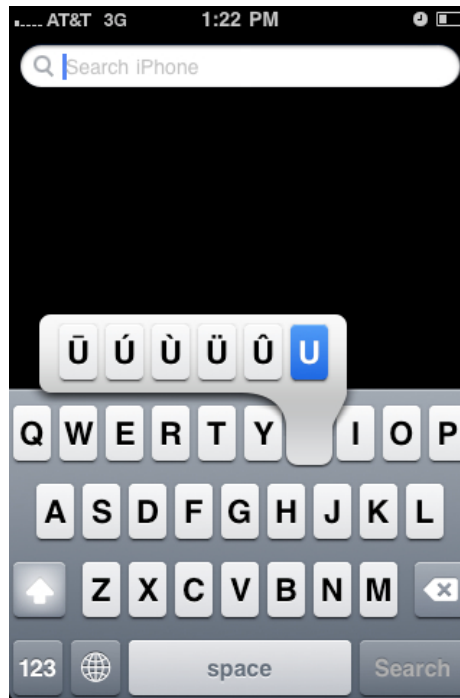 AT&T 3G 1:22 PM
Search iPhone
Ū Ú Ù Ü Û U
Q W E R T Y I O P
A S D F G H J K L
Z X C V B N M
123 space Search